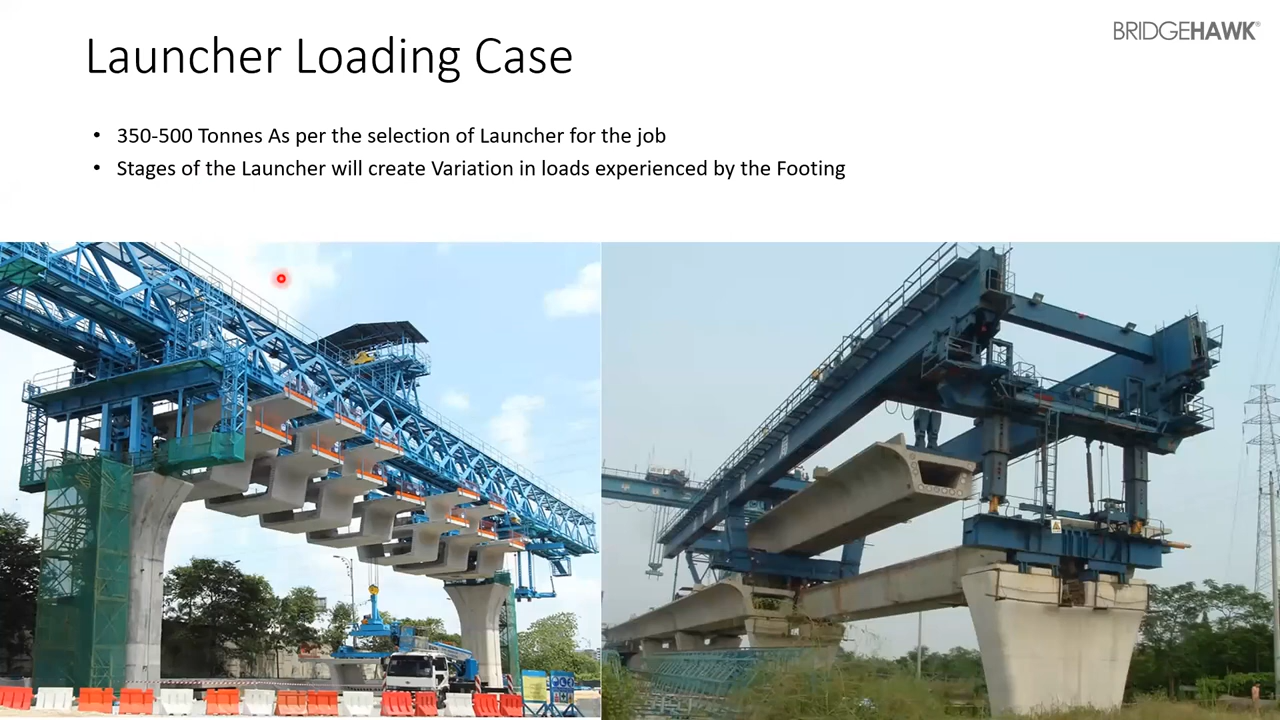 BRIDGEHAWK®
Launcher Loading Case
• 350-500 Tonnes As per the selection of Launcher for the job
• Stages of the Launcher will create Variation in loads experienced by the Footing